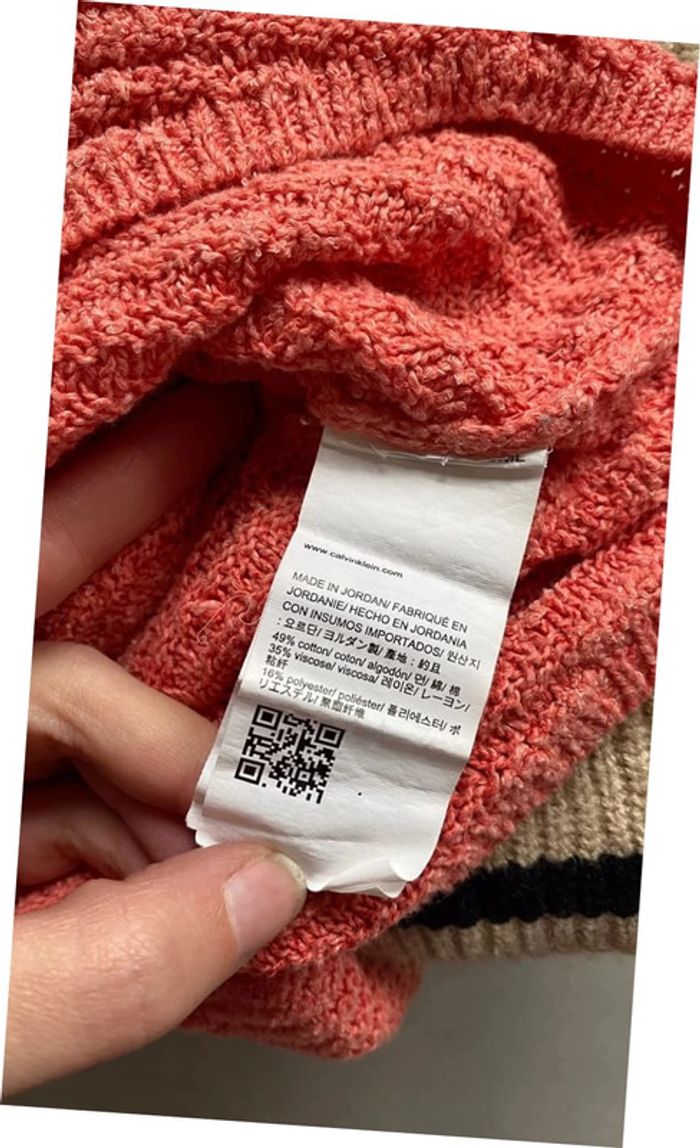 www.calvinklein.com
MADE IN JORDAN/ FABRIQUÉ EN
JORDANIE/ HECHO EN JORDANIA
CON INSUMOS IMPORTADOS/ 원산지
: 오르단/ ヨルダン製/ 產地 : 約旦
49% cotton/ coton/ algodón/ 면/ 綿/ 棉
35% viscose/ viscosa/ 레이온/ レーヨン/
粘纤
16% polyester/ poliéster/ 폴리에스터/ ポ
リエステル/ 聚酯纤维